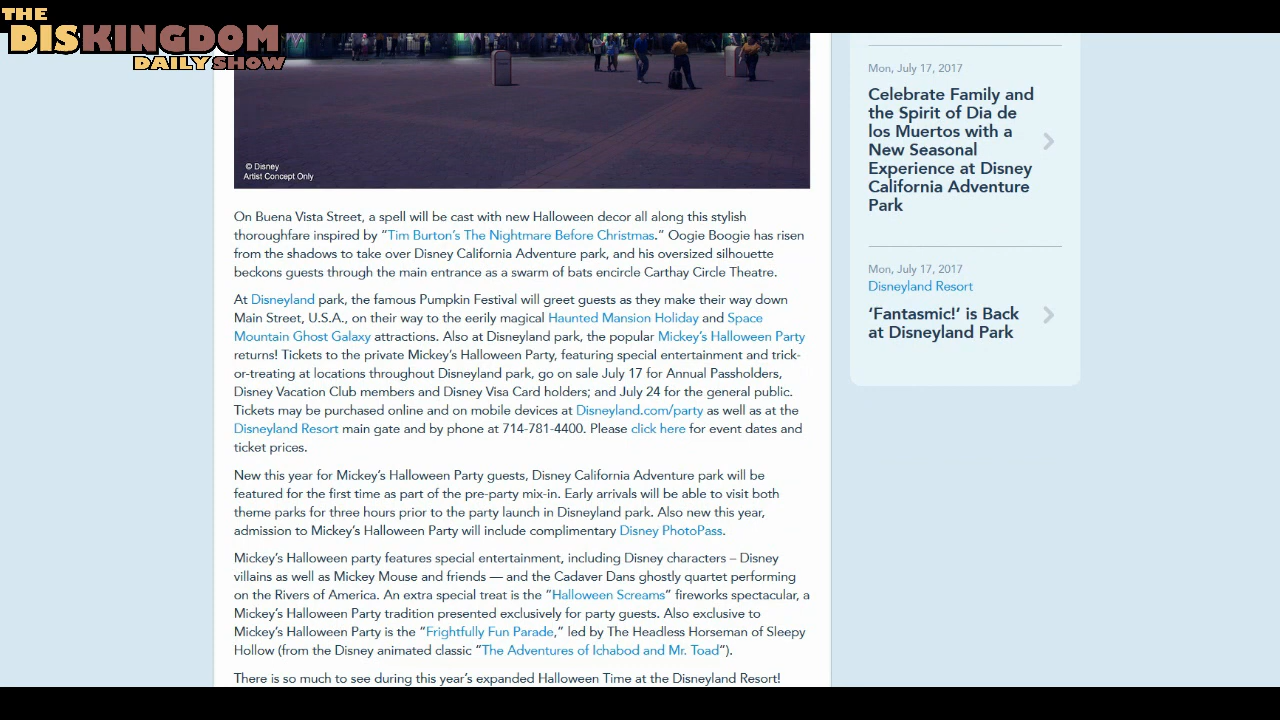 THE
DISKINGDOM
DAILY SHOW
© Disney
Artist Concept Only
On Buena Vista Street, a spell will be cast with new Halloween decor all along this stylish
thoroughfare inspired by “Tim Burton’s The Nightmare Before Christmas.” Oogie Boogie has risen
from the shadows to take over Disney California Adventure park, and his oversized silhouette
beckons guests through the main entrance as a swarm of bats encircle Carthay Circle Theatre.
At Disneyland park, the famous Pumpkin Festival will greet guests as they make their way down
Main Street, U.S.A., on their way to the eerily magical Haunted Mansion Holiday and Space
Mountain Ghost Galaxy attractions. Also at Disneyland park, the popular Mickey’s Halloween Party
returns! Tickets to the private Mickey’s Halloween Party, featuring special entertainment and trick-
or-treating at locations throughout Disneyland park, go on sale July 17 for Annual Passholders,
Disney Vacation Club members and Disney Visa Card holders; and July 24 for the general public.
Tickets may be purchased online and on mobile devices at Disneyland.com/party as well as at the
Disneyland Resort main gate and by phone at 714-781-4400. Please click here for event dates and
ticket prices.
New this year for Mickey’s Halloween Party guests, Disney California Adventure park will be
featured for the first time as part of the pre-party mix-in. Early arrivals will be able to visit both
theme parks for three hours prior to the party launch in Disneyland park. Also new this year,
admission to Mickey’s Halloween Party will include complimentary Disney PhotoPass.
Mickey’s Halloween party features special entertainment, including Disney characters – Disney
villains as well as Mickey Mouse and friends — and the Cadaver Dans ghostly quartet performing
on the Rivers of America. An extra special treat is the “Halloween Screams” fireworks spectacular, a
Mickey’s Halloween Party tradition presented exclusively for party guests. Also exclusive to
Mickey’s Halloween Party is the “Frightfully Fun Parade,” led by The Headless Horseman of Sleepy
Hollow (from the Disney animated classic “The Adventures of Ichabod and Mr. Toad”).
There is so much to see during this year’s expanded Halloween Time at the Disneyland Resort!
Mon, July 17, 2017
Celebrate Family and
the Spirit of Dia de
los Muertos with a
New Seasonal
Experience at Disney
California Adventure
Park
Mon, July 17, 2017
Disneyland Resort
‘Fantasmic!’ is Back
at Disneyland Park